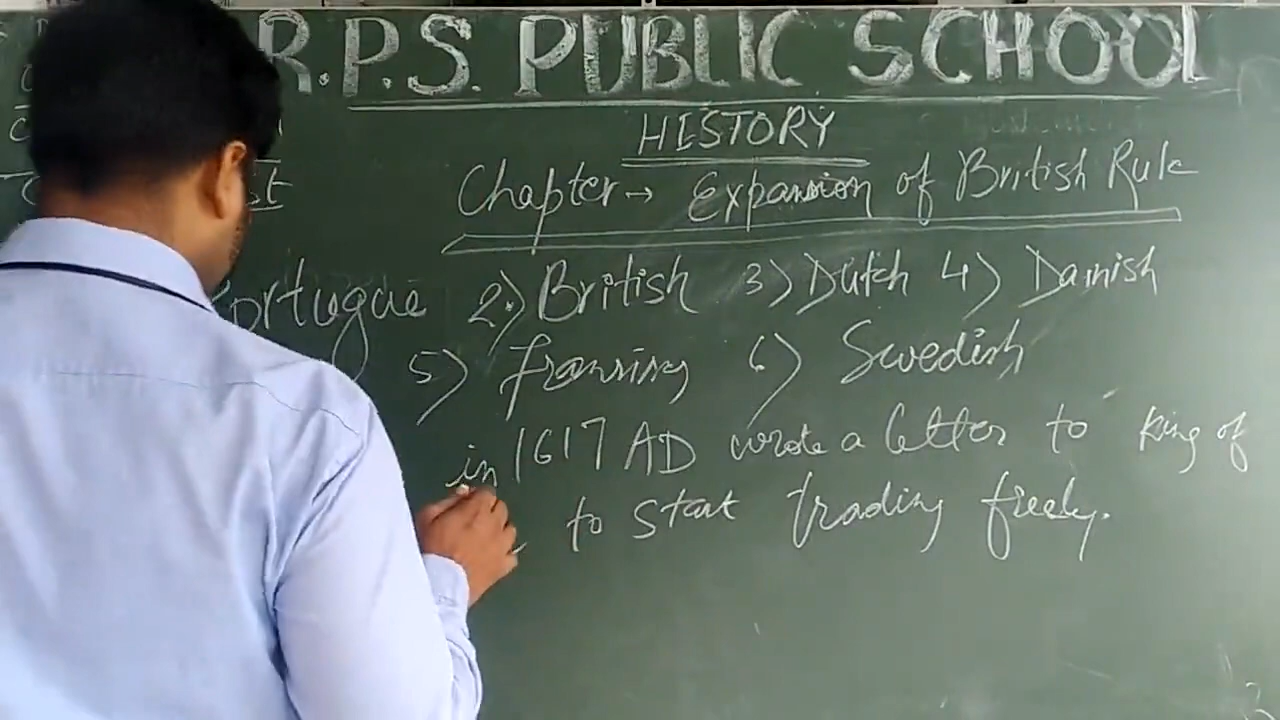 R.P.S. PUBLIC SCHOOL
HISTORY
Chapter → Expansion of British Rule
ortugue 2) British 3) Dutch 4) Danish
5) fransisy 6) Swedish
in 1617 AD wrote a letter to King of
to start trading freely.